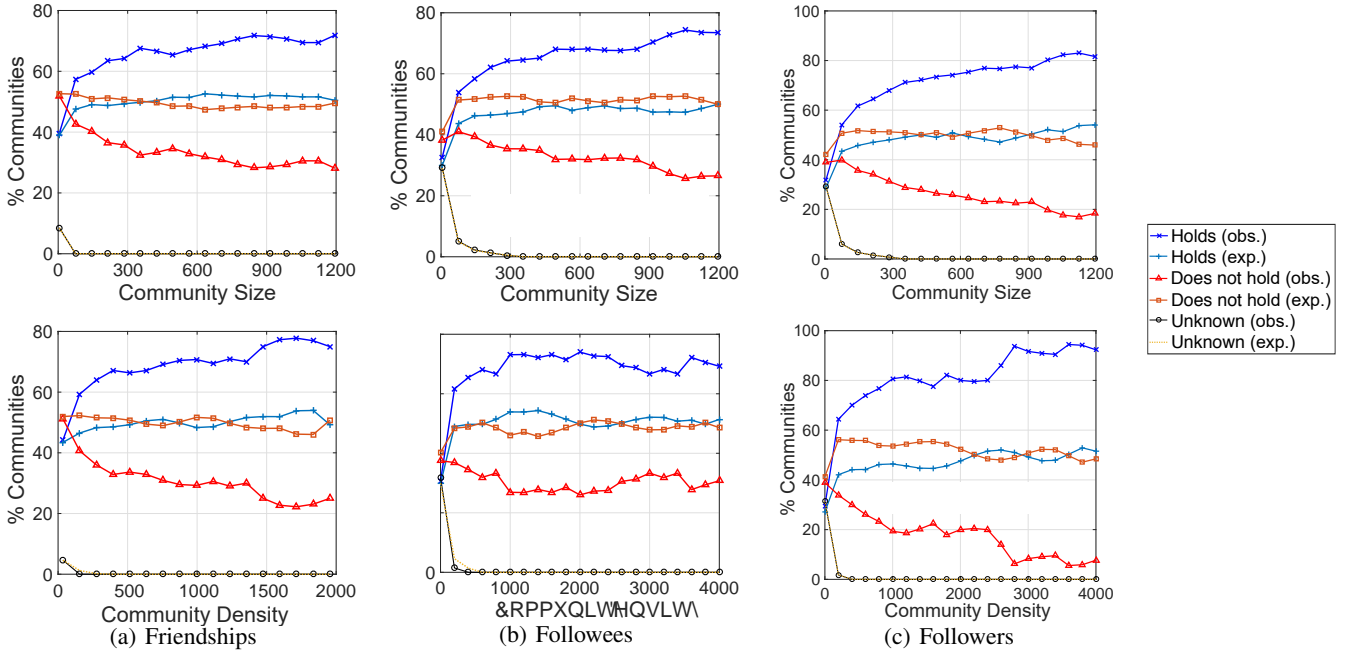 80
60
40
20
0
% Communities
0 300 600 900 1200
Community Size
80
60
40
20
0
% Communities
0 300 600 900 1200
Community Size
100
80
60
40
20
0
% Communities
0 300 600 900 1200
Community Size
Holds (obs.)
Holds (exp.)
Does not hold (obs.)
Does not hold (exp.)
Unknown (obs.)
Unknown (exp.)
80
60
40
20
0
% Communities
0 500 1000 1500 2000
Community Density
(a) Friendships
0
0 1000 2000 3000 4000
(b) Followees
100
80
60
40
20
0
% Communities
0 1000 2000 3000 4000
Community Density
(c) Followers